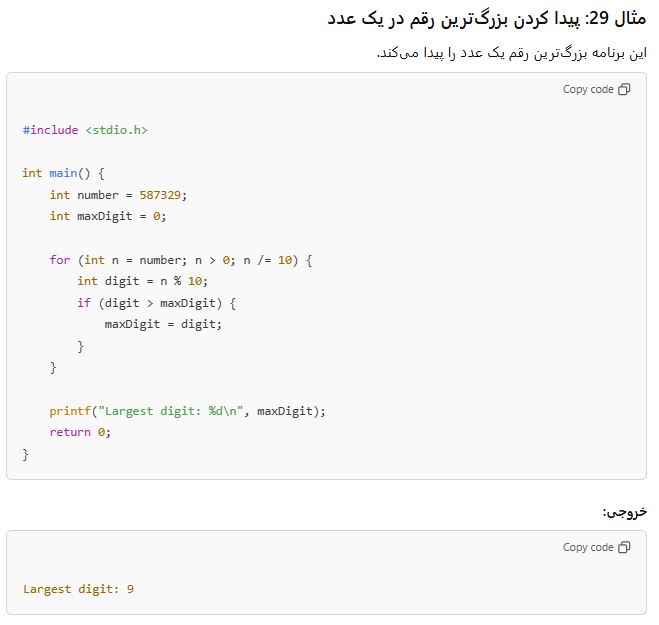 مثال 29: پیدا کردن بزرگ‌ترین رقم در یک عدد
این برنامه بزرگ‌ترین رقم یک عدد را پیدا می‌کند.
Copy code
#include <stdio.h>
int main() {
    int number = 587329;
    int maxDigit = 0;
    for (int n = number; n > 0; n /= 10) {
        int digit = n % 10;
        if (digit > maxDigit) {
            maxDigit = digit;
        }
    }
    printf("Largest digit: %d\n", maxDigit);
    return 0;
}
خروجی:
Copy code
Largest digit: 9